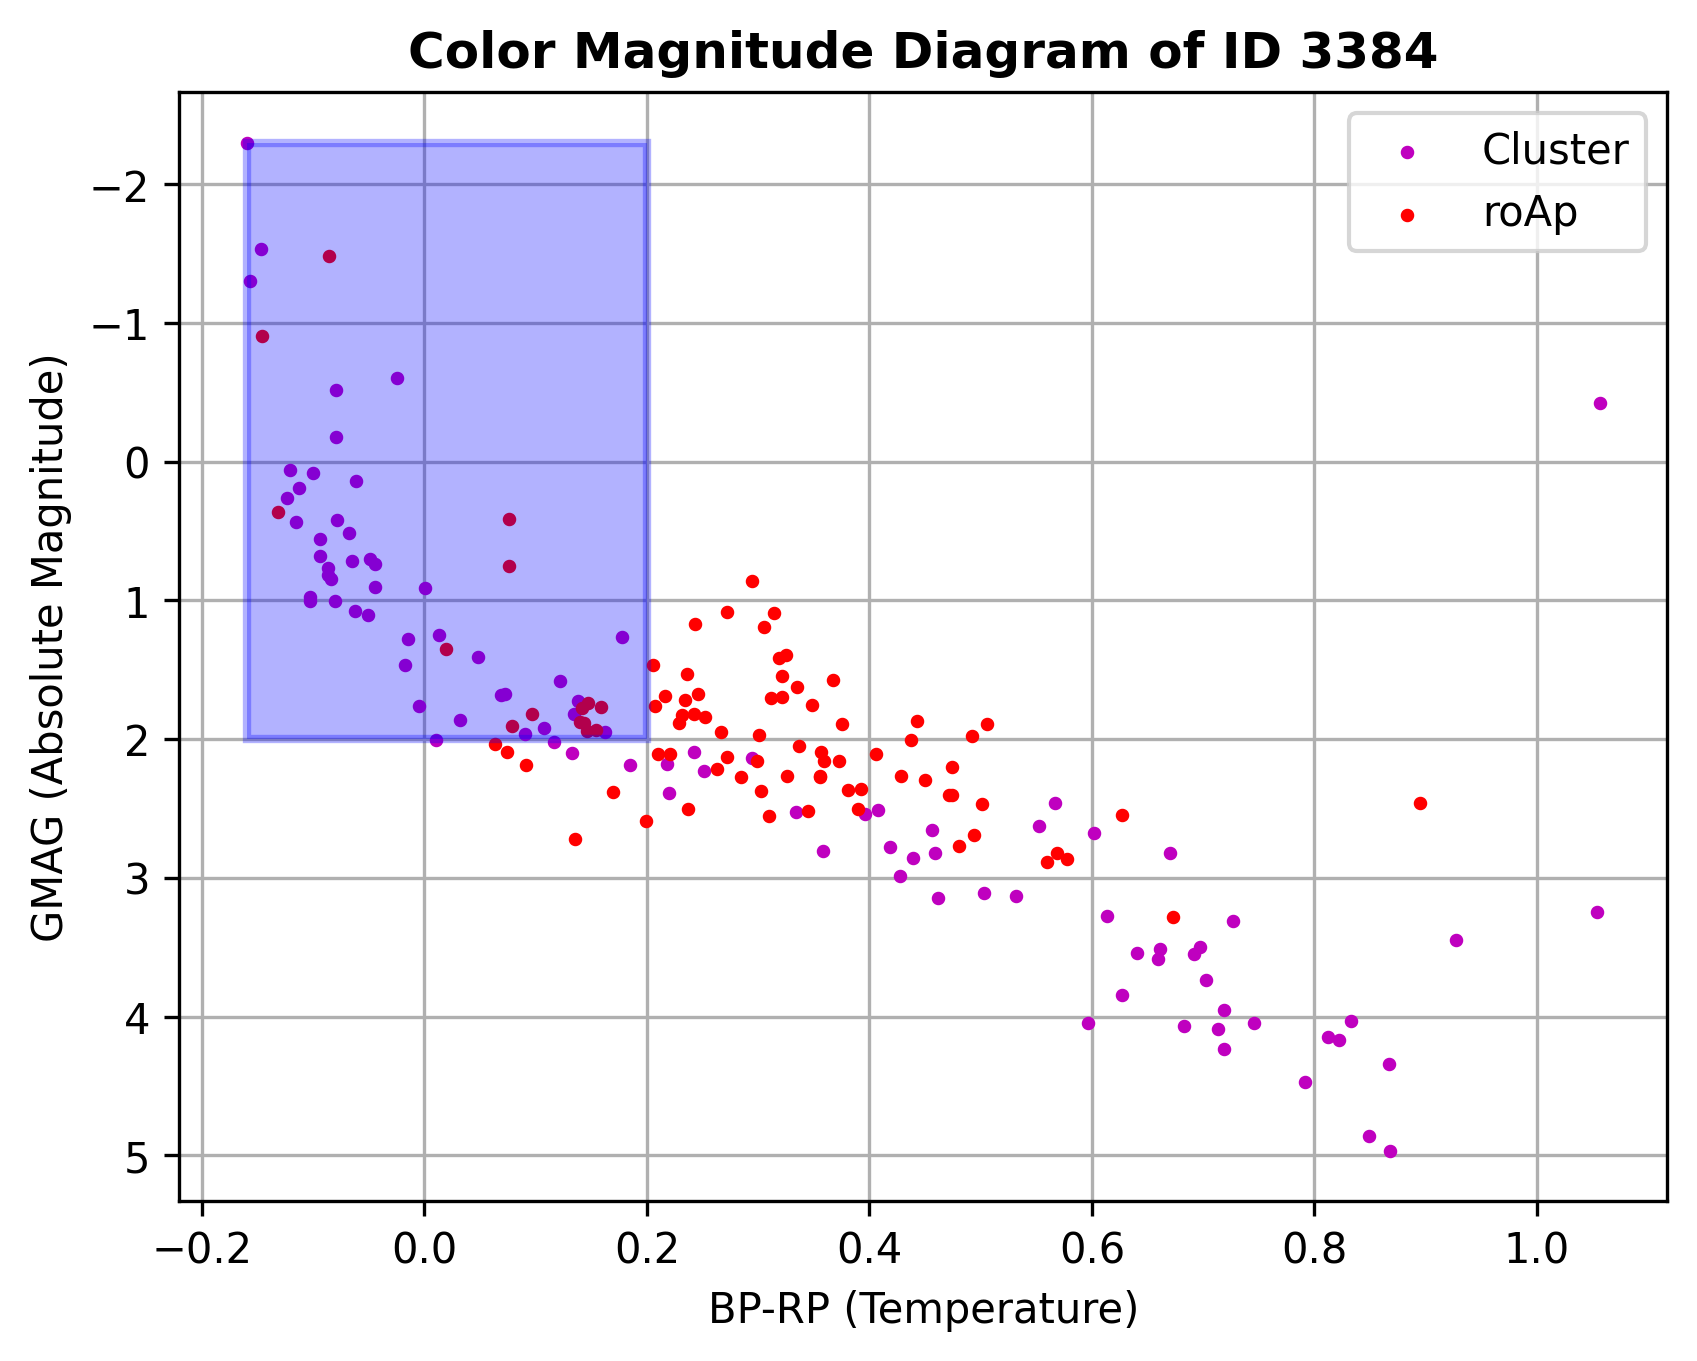 Color Magnitude Diagram of ID 3384
Cluster
roAp
GMAG (Absolute Magnitude)
−2
−1
0
1
2
3
4
5
−0.2 0.0 0.2 0.4 0.6 0.8 1.0
BP-RP (Temperature)